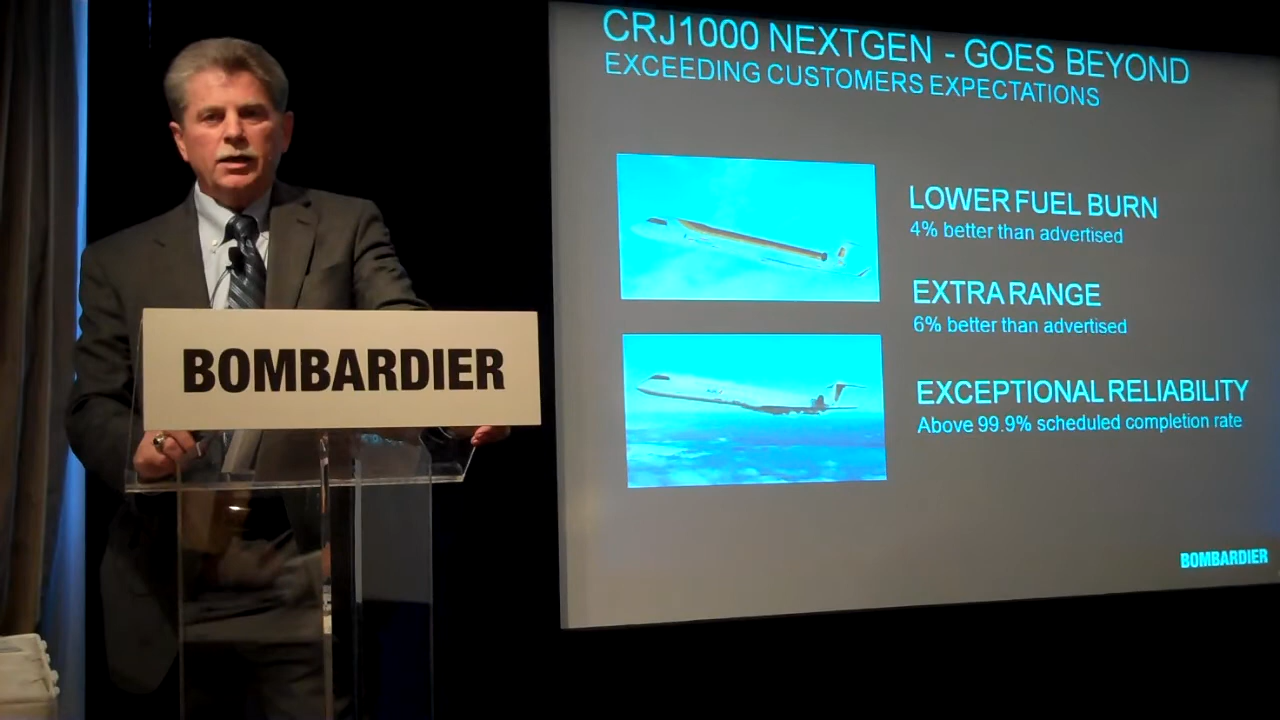 CRJ1000 NEXTGEN - GOES BEYOND
EXCEEDING CUSTOMERS EXPECTATIONS
LOWER FUEL BURN
4% better than advertised
EXTRA RANGE
6% better than advertised
EXCEPTIONAL RELIABILITY
Above 99.9% scheduled completion rate
BOMBARDIER
BOMBARDIER